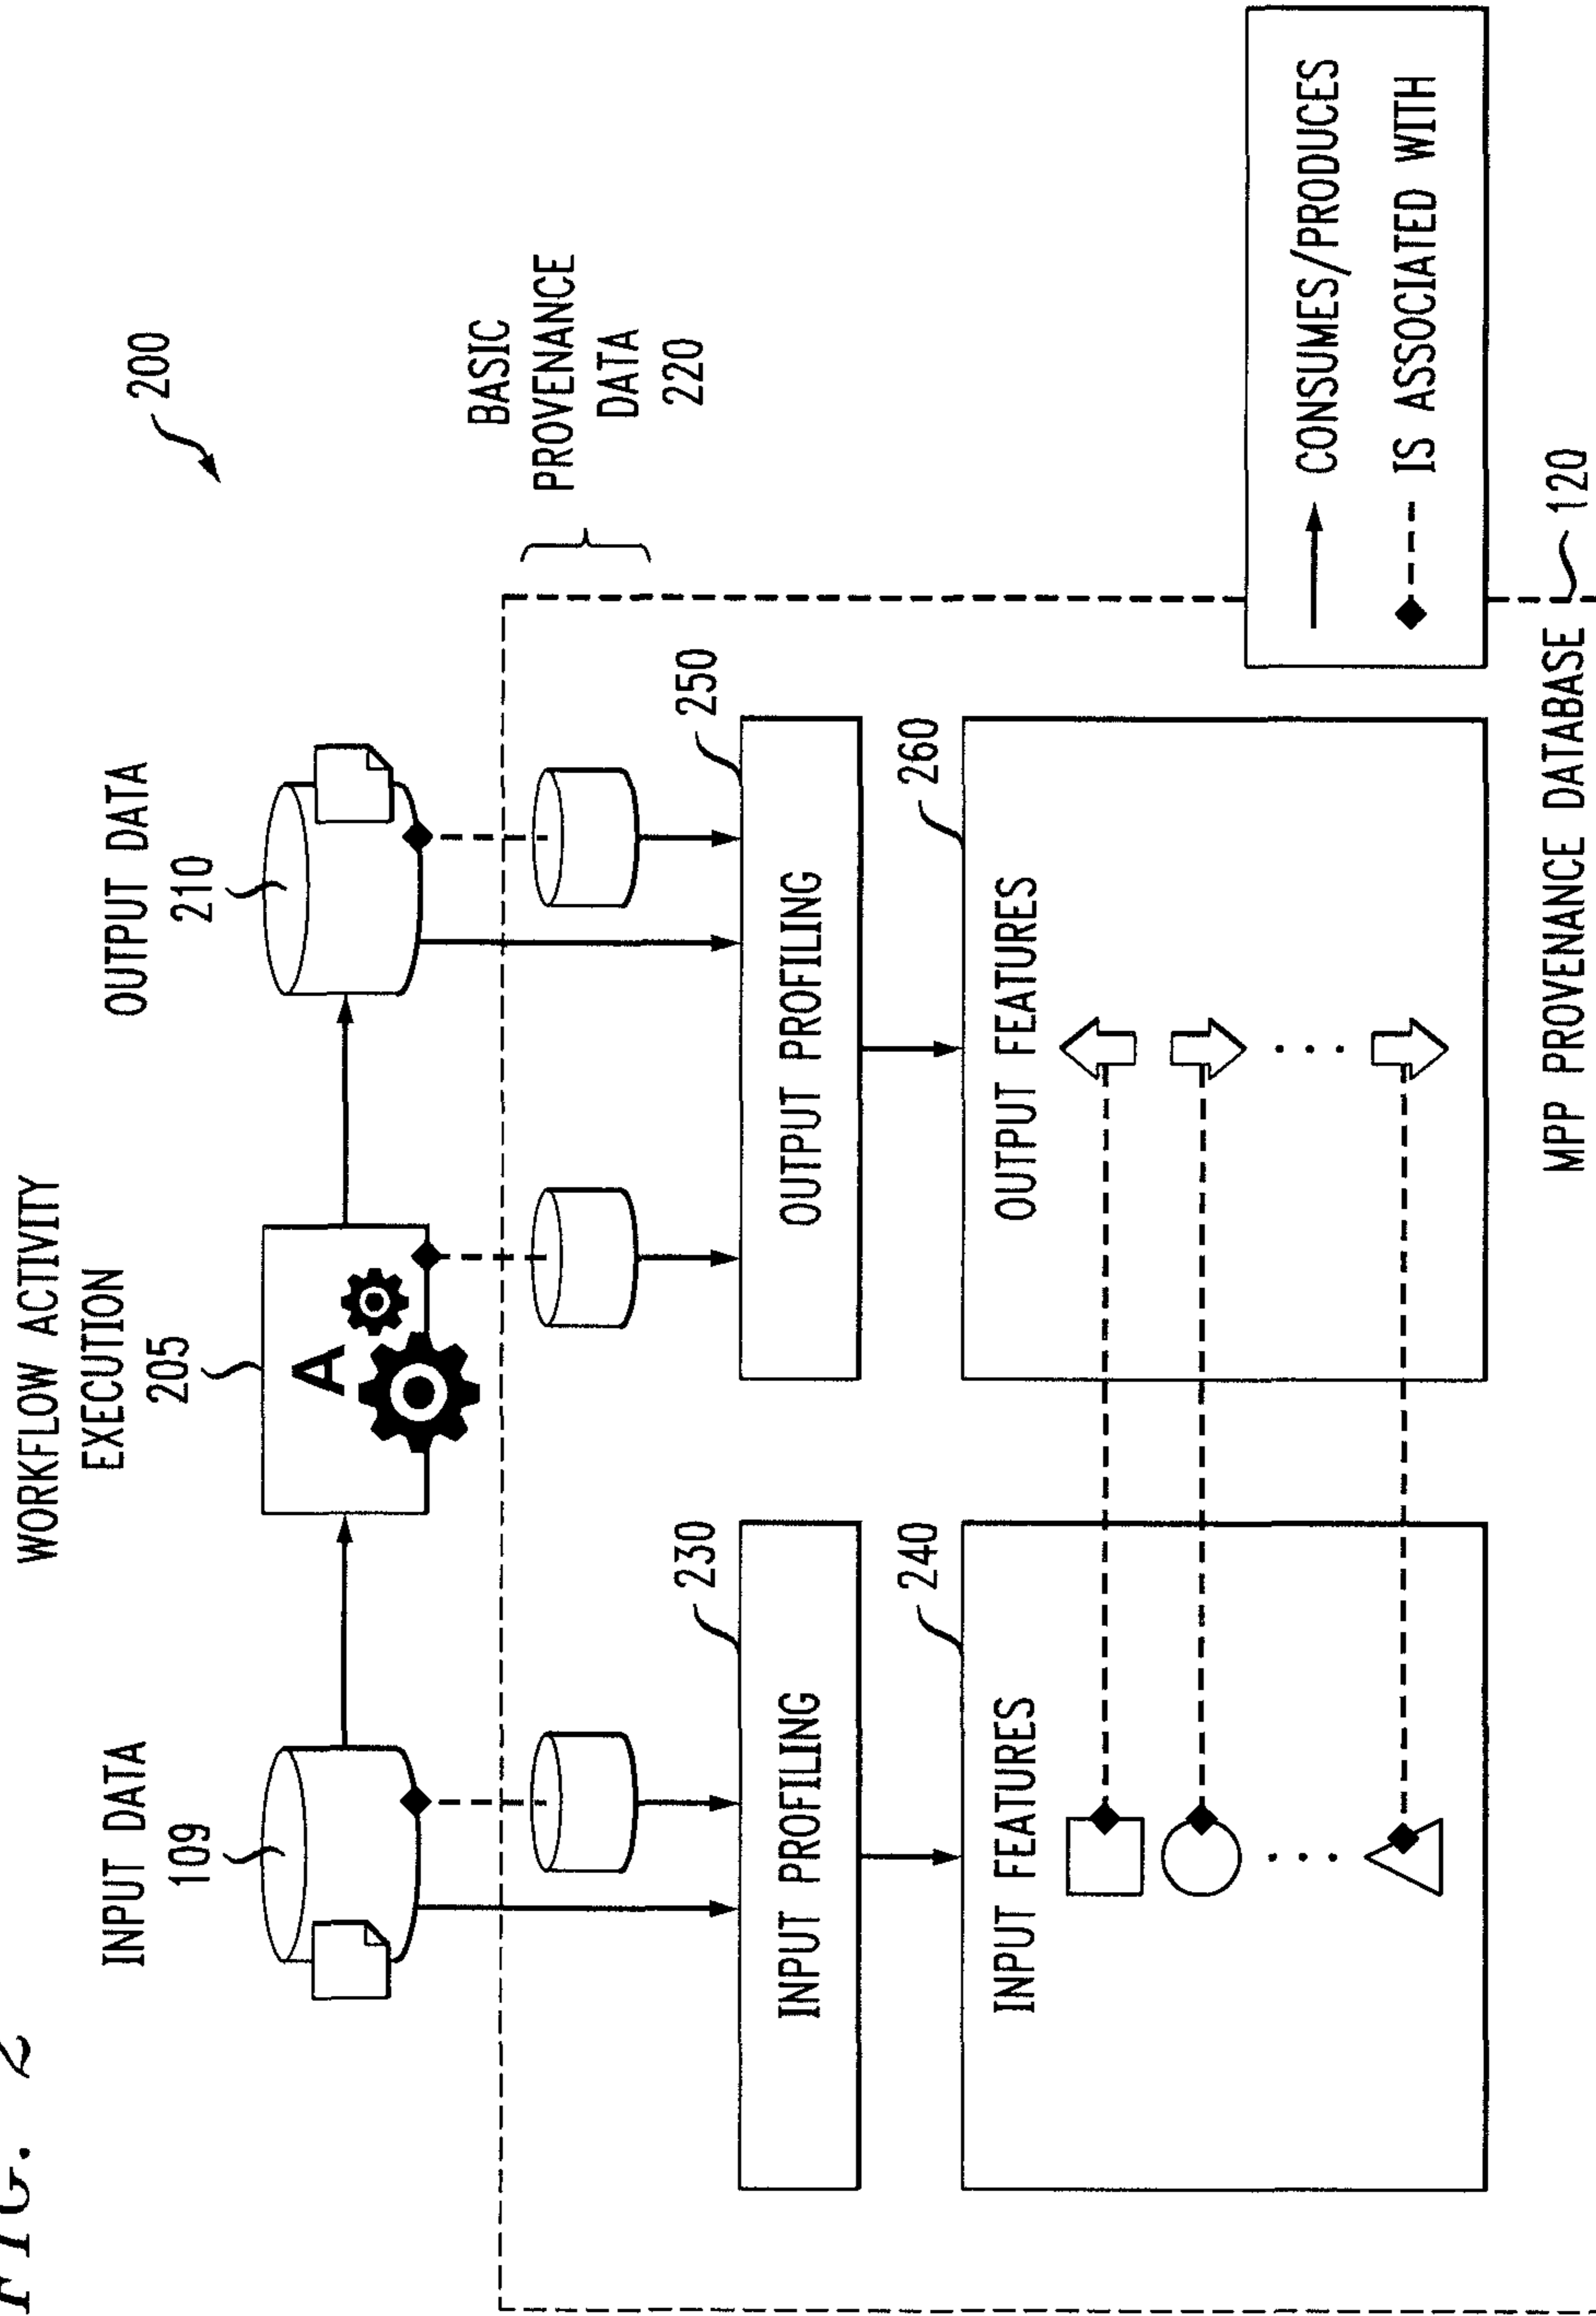 FIG. 2
200
WORKFLOW ACTIVITY
EXECUTION
205
INPUT DATA
109
OUTPUT DATA
210
A
BASIC
PROVENANCE
DATA
220
INPUT PROFILING
230
OUTPUT PROFILING
250
INPUT FEATURES
240
OUTPUT FEATURES
260
CONSUMES/PRODUCES
IS ASSOCIATED WITH
MPP PROVENANCE DATABASE
120